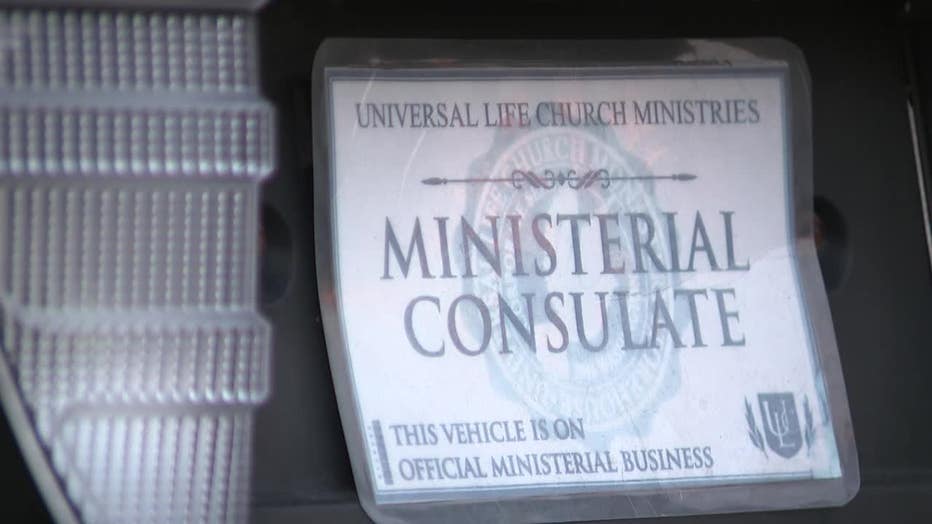 UNIVERSAL LIFE CHURCH MINISTRIES
MINISTERIAL
CONSULATE
THIS VEHICLE IS ON
OFFICIAL MINISTERIAL BUSINESS